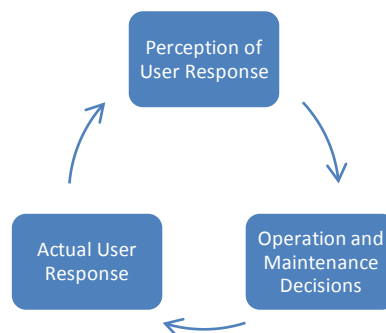 Perception of
User Response
Actual User
Response
Operation and
Maintenance
Decisions